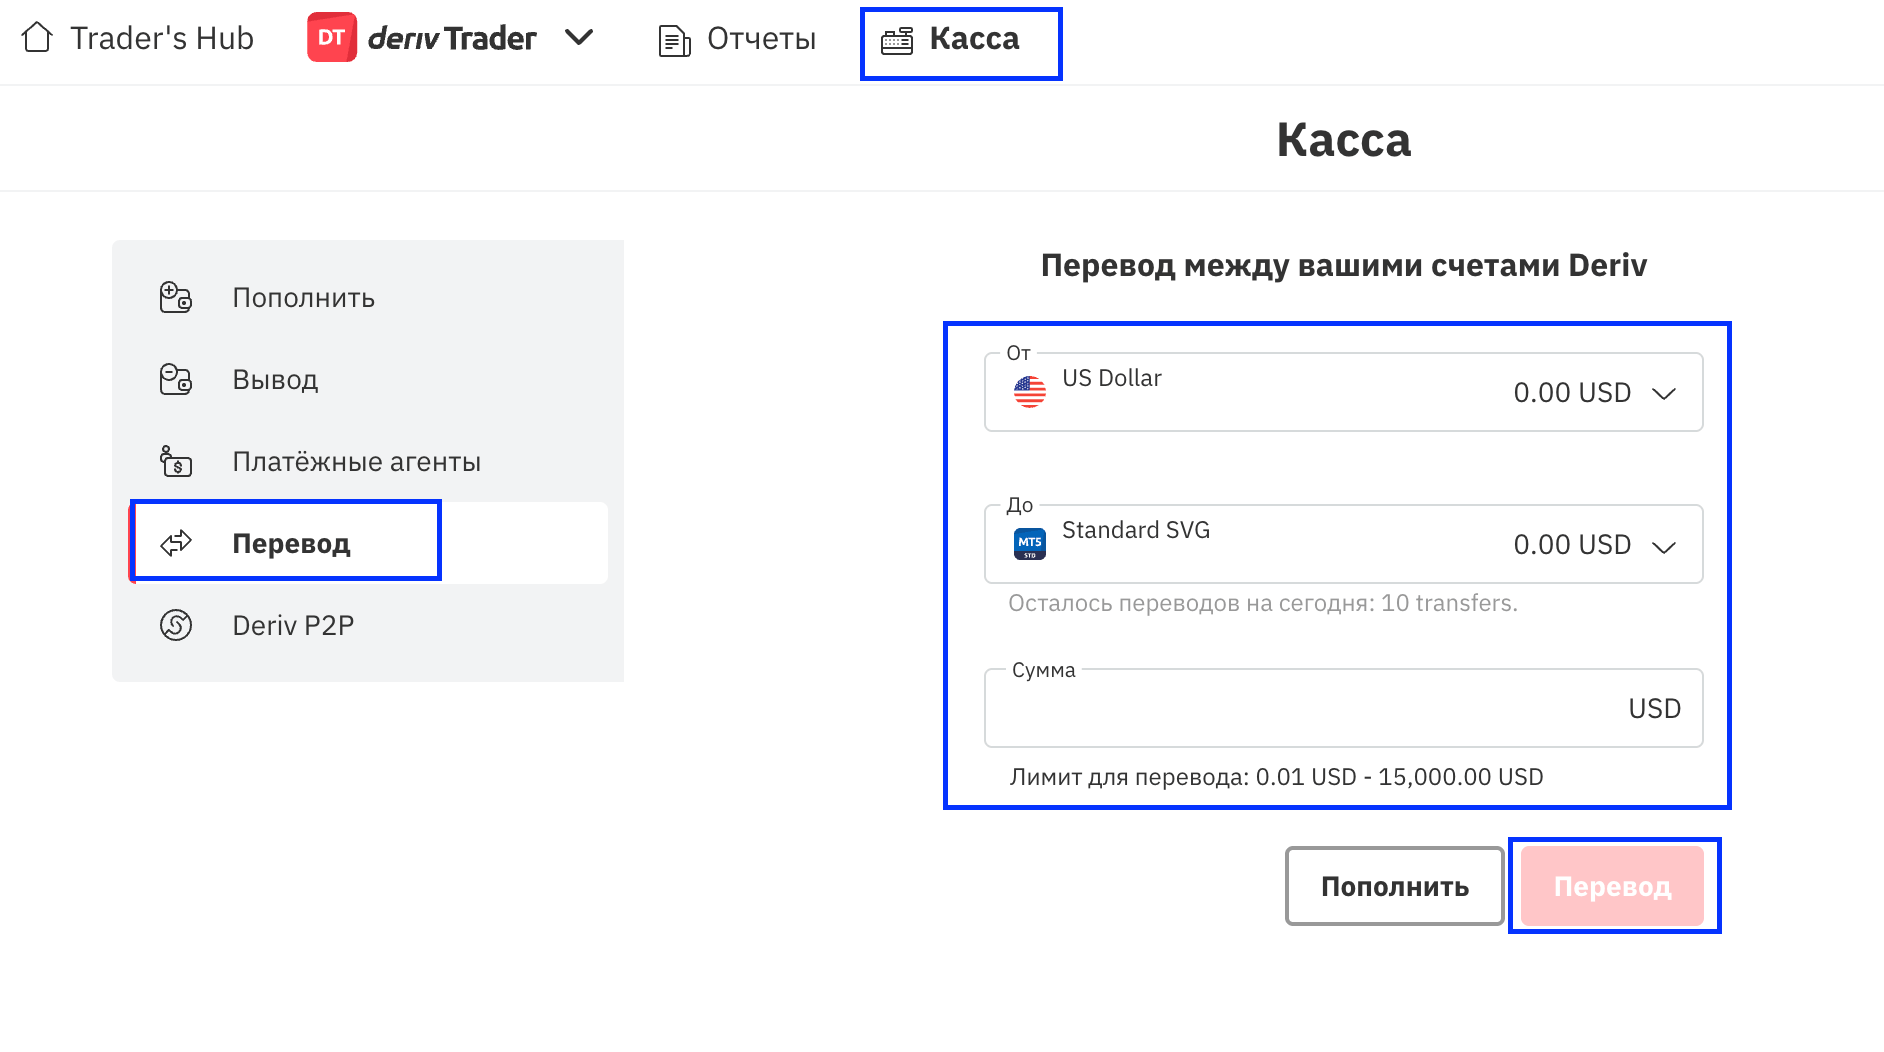 Trader's Hub
DT deriv Trader
Отчеты
Касса
Касса
Пополнить
Вывод
Платёжные агенты
Перевод
Deriv P2P
Перевод между вашими счетами Deriv
От
US Dollar
0.00 USD
До
MT5
STD
Standard SVG
0.00 USD
Осталось переводов на сегодня: 10 transfers.
Сумма
USD
Лимит для перевода: 0.01 USD - 15,000.00 USD
Пополнить
Перевод